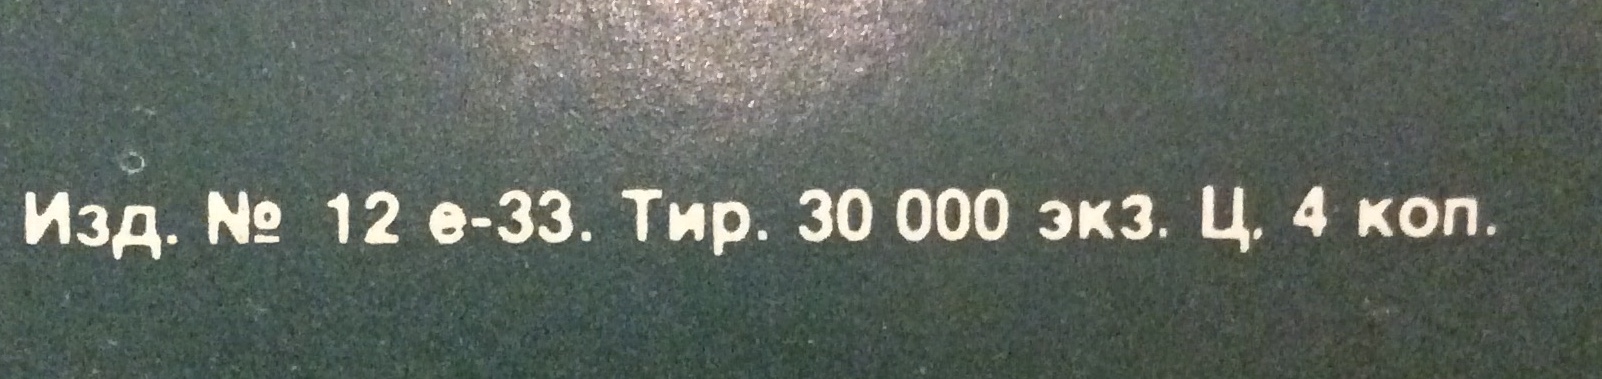 Изд. № 12 е-33. Тир. 30 000 экз. Ц. 4 коп.